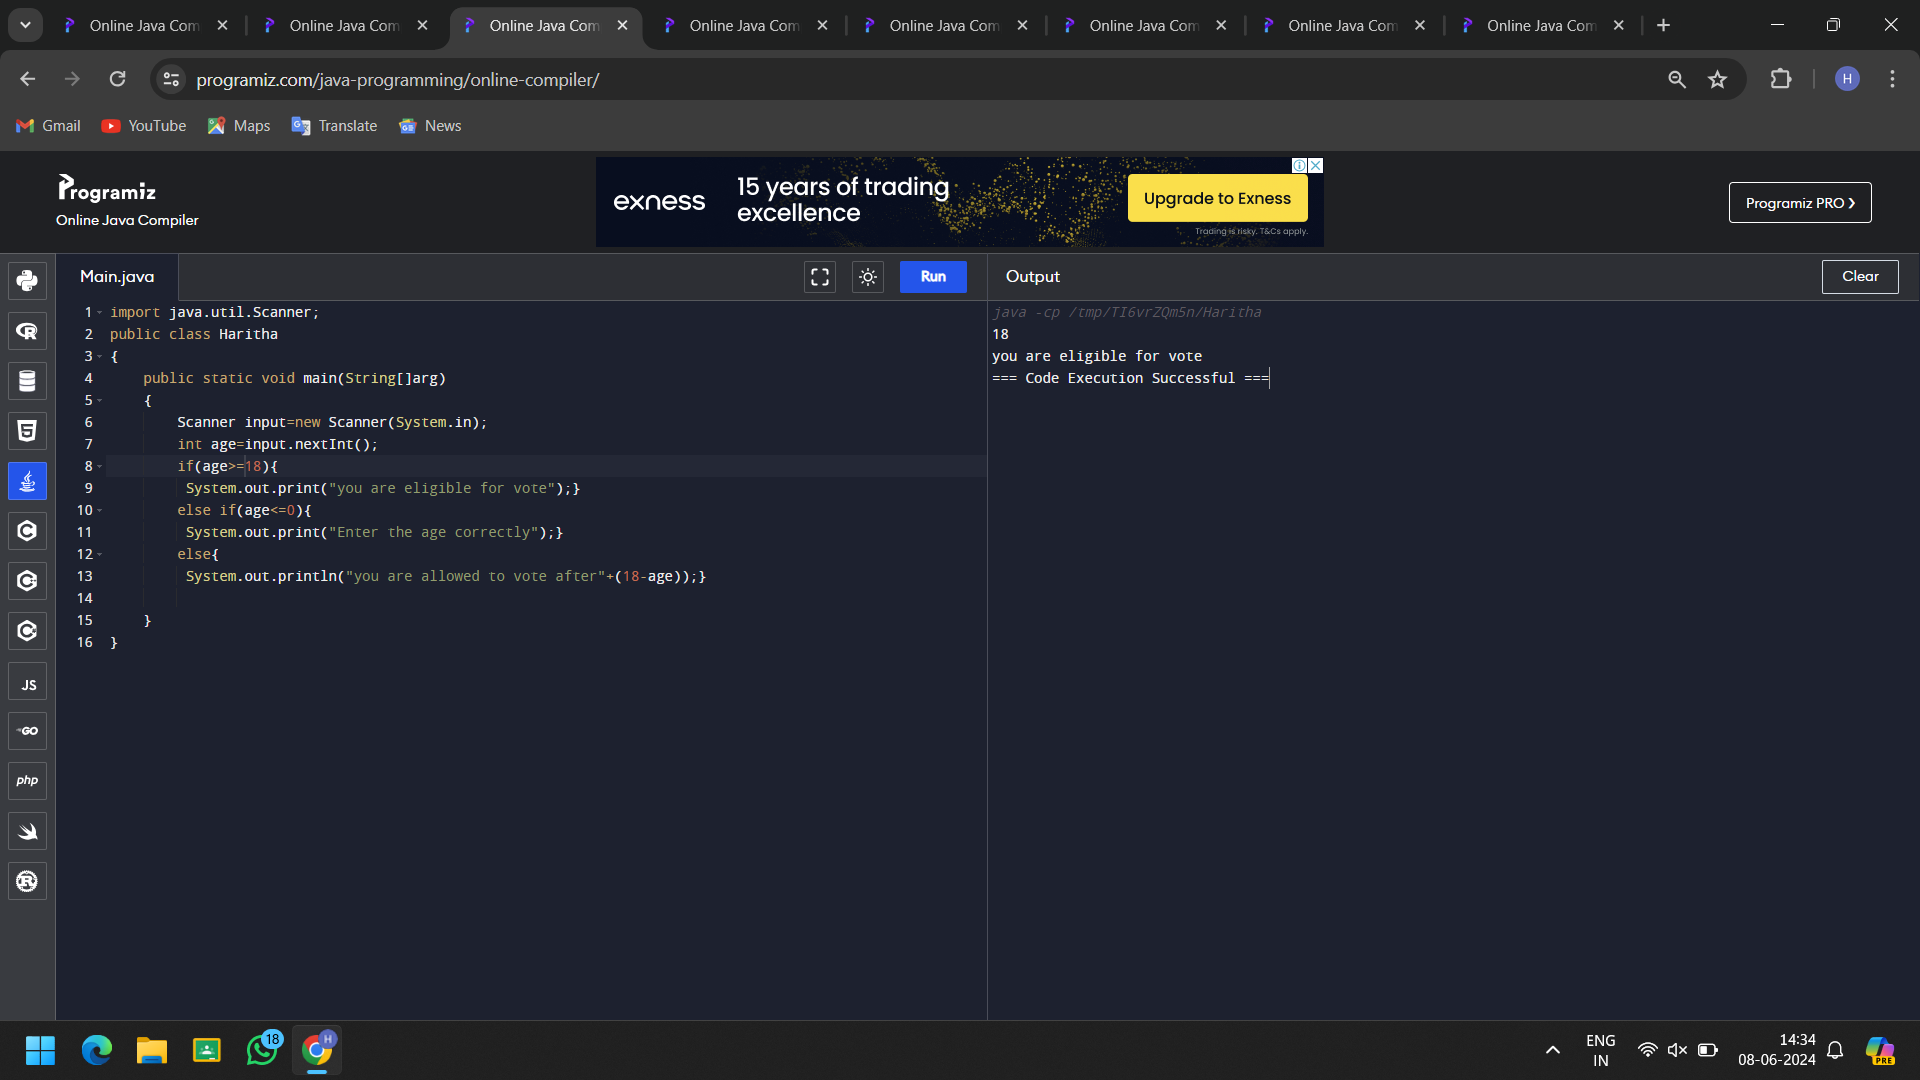 Online Java Com
Online Java Com
Online Java Com
Online Java Com
Online Java Com
Online Java Com
Online Java Com
Online Java Com
programiz.com/java-programming/online-compiler/
H
Gmail
YouTube
Maps
Translate
News
Programiz
Online Java Compiler
exness
15 years of trading
excellence
Upgrade to Exness
Trading is risky. T&Cs apply.
Programiz PRO
Main.java
Run
Output
Clear
1 import java.util.Scanner;
2 public class Haritha
3 {
4     public static void main(String[]arg)
5     {
6         Scanner input=new Scanner(System.in);
7         int age=input.nextInt();
8         if(age>=18){
9          System.out.print("you are eligible for vote");}
10         else if(age<=0){
11          System.out.print("Enter the age correctly");}
12         else{
13          System.out.println("you are allowed to vote after"+(18-age));}
14
15     }
16 }
java -cp /tmp/TI6vrZQm5n/Haritha
18
you are eligible for vote
=== Code Execution Successful ===
JS
GO
php
18
H
ENG
IN
14:34
08-06-2024
PRE